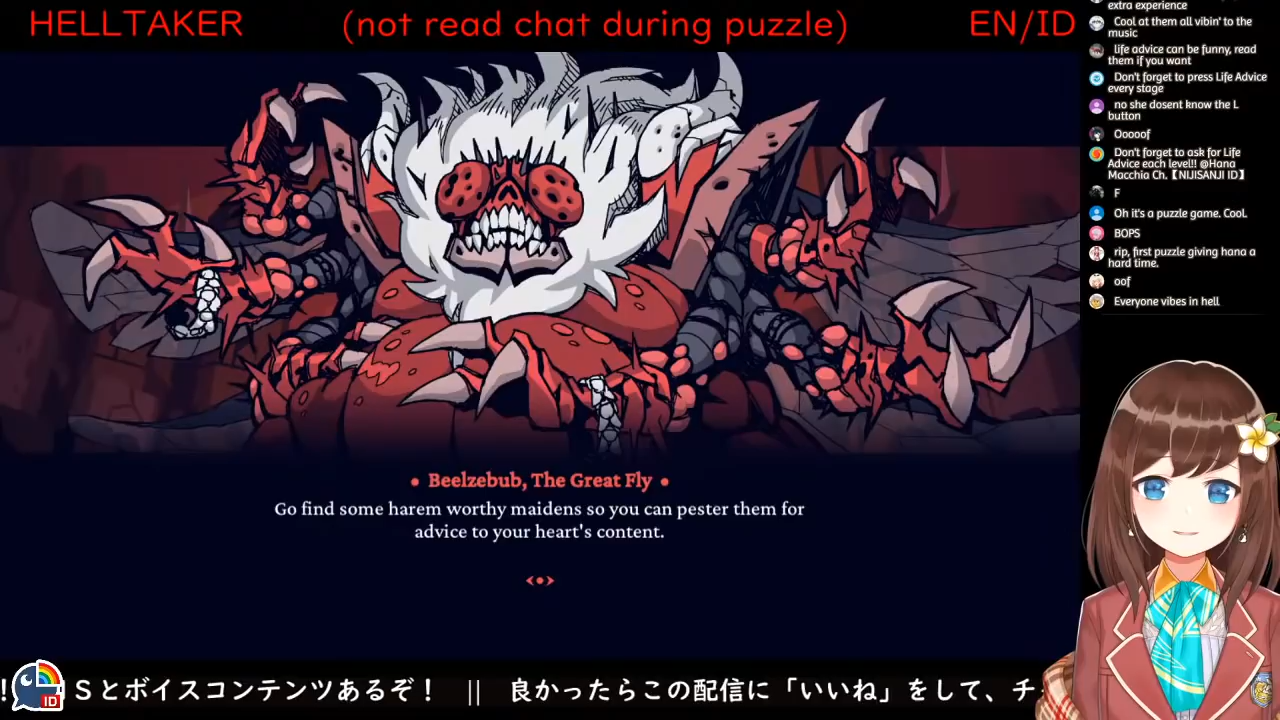 HELLTAKER
(not read chat during puzzle)
EN/ID
extra experience
Cool at them all vibin' to the
music
life advice can be funny, read
them if you want
Don't forget to press Life Advice
every stage
no she dosent know the L
button
Ooooof
Don't forget to ask for Life
Advice each level!! @Hana
Macchia Ch.【NIJISANJI ID】
F
Oh it's a puzzle game. Cool.
BOPS
rip, first puzzle giving hana a
hard time.
oof
Everyone vibes in hell
• Beelzebub, The Great Fly •
Go find some harem worthy maidens so you can pester them for
advice to your heart's content.
Sとボイスコンテンツあるぞ！ || 良かったらこの配信に「いいね」をして、チ
ID